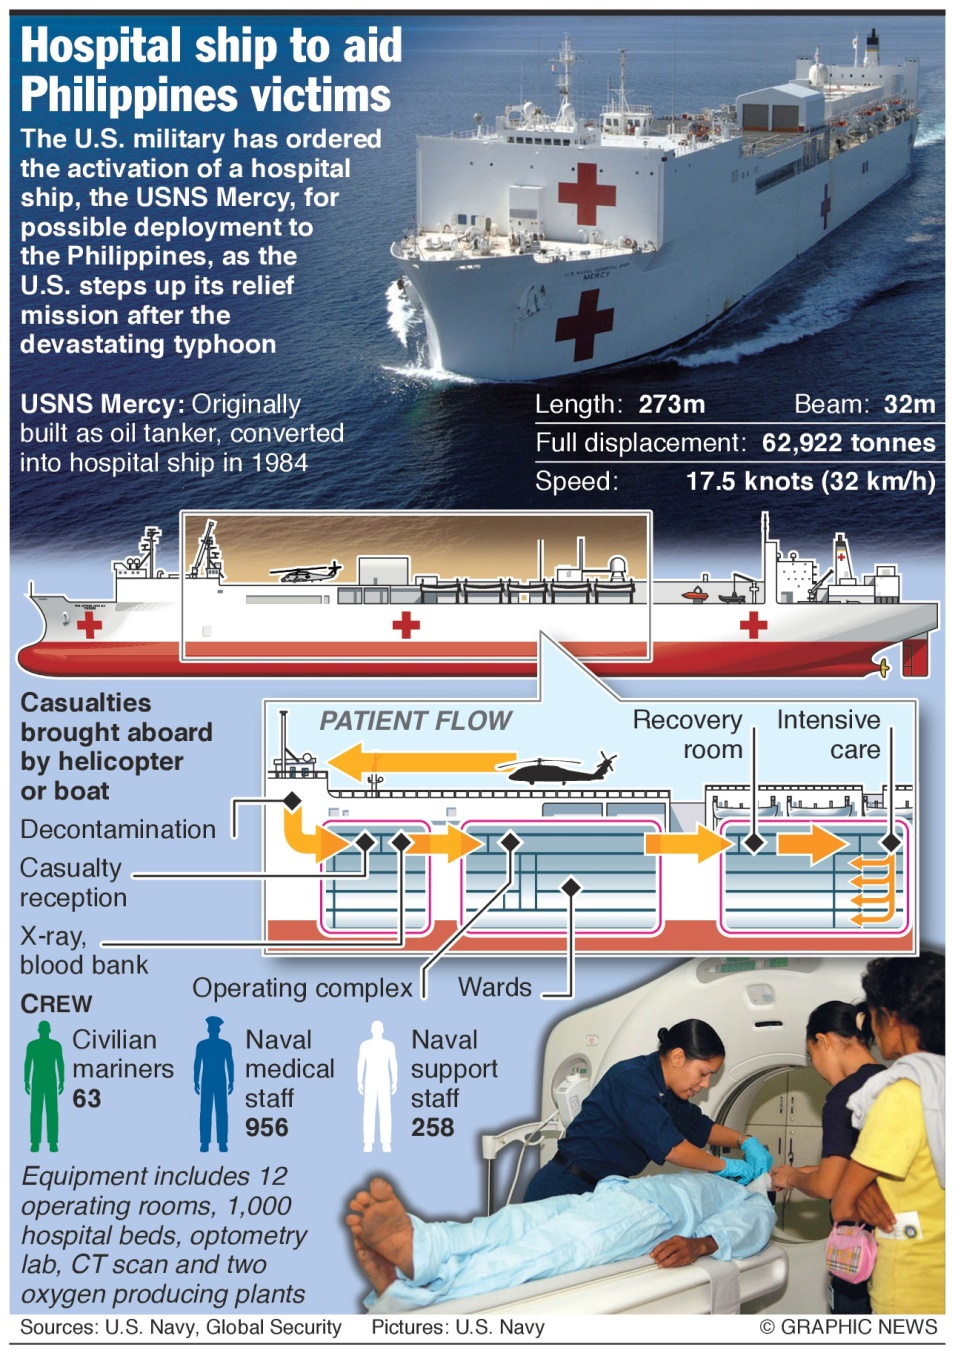 Hospital ship to aid
Philippines victims
The U.S. military has ordered
the activation of a hospital
ship, the USNS Mercy, for
possible deployment to
the Philippines, as the
U.S. steps up its relief
mission after the
devastating typhoon
U.S. NAVAL HOSPITAL SHIP
MERCY
USNS Mercy: Originally
built as oil tanker, converted
into hospital ship in 1984
Length: 273m Beam: 32m
Full displacement: 62,922 tonnes
Speed: 17.5 knots (32 km/h)
Casualties
brought aboard
by helicopter
or boat
PATIENT FLOW
Recovery
room
Intensive
care
Decontamination
Casualty
reception
X-ray,
blood bank
Operating complex
Wards
CREW
Civilian
mariners
63
Naval
medical
staff
956
Naval
support
staff
258
Equipment includes 12
operating rooms, 1,000
hospital beds, optometry
lab, CT scan and two
oxygen producing plants
Sources: U.S. Navy, Global Security Pictures: U.S. Navy
© GRAPHIC NEWS